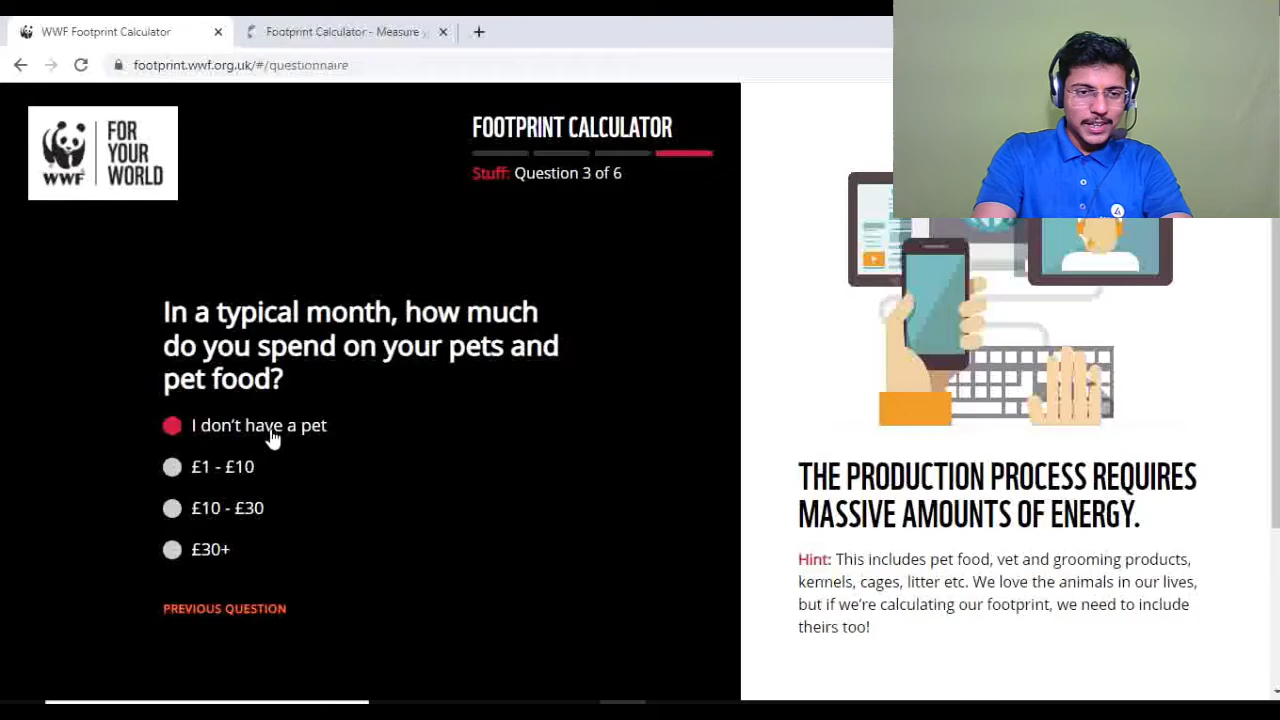 WWF Footprint Calculator
Footprint Calculator - Measure
footprint.wwf.org.uk/#/questionnaire
WWF
FOR
YOUR
WORLD
FOOTPRINT CALCULATOR
Stuff: Question 3 of 6
In a typical month, how much
do you spend on your pets and
pet food?
I don't have a pet
£1 - £10
£10 - £30
£30+
PREVIOUS QUESTION
THE PRODUCTION PROCESS REQUIRES
MASSIVE AMOUNTS OF ENERGY.
Hint: This includes pet food, vet and grooming products,
kennels, cages, litter etc. We love the animals in our lives,
but if we're calculating our footprint, we need to include
theirs too!